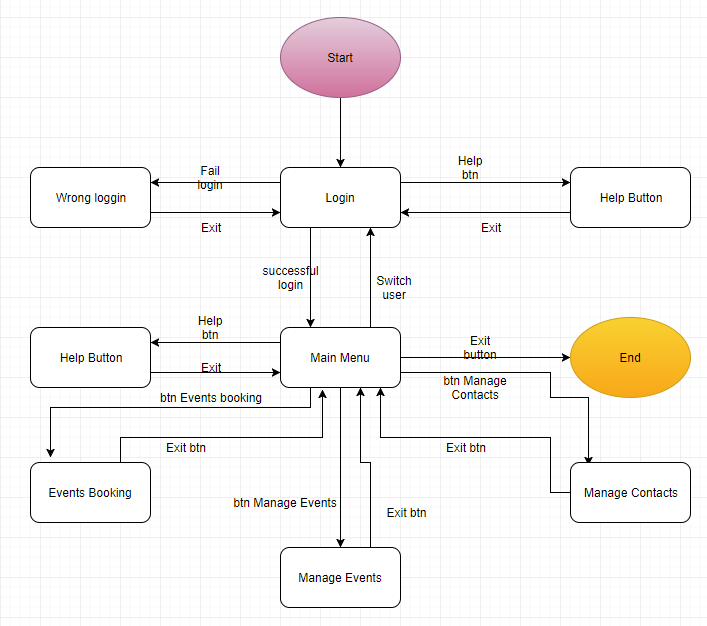 Start
Fail
login
Help
btn
Wrong loggin
Login
Help Button
Exit
Exit
successful
login
Switch
user
Help
btn
Exit
button
Help Button
Exit
Main Menu
End
btn Manage
Contacts
btn Events booking
Exit btn
Exit btn
Events Booking
btn Manage Events
Exit btn
Manage Contacts
Manage Events